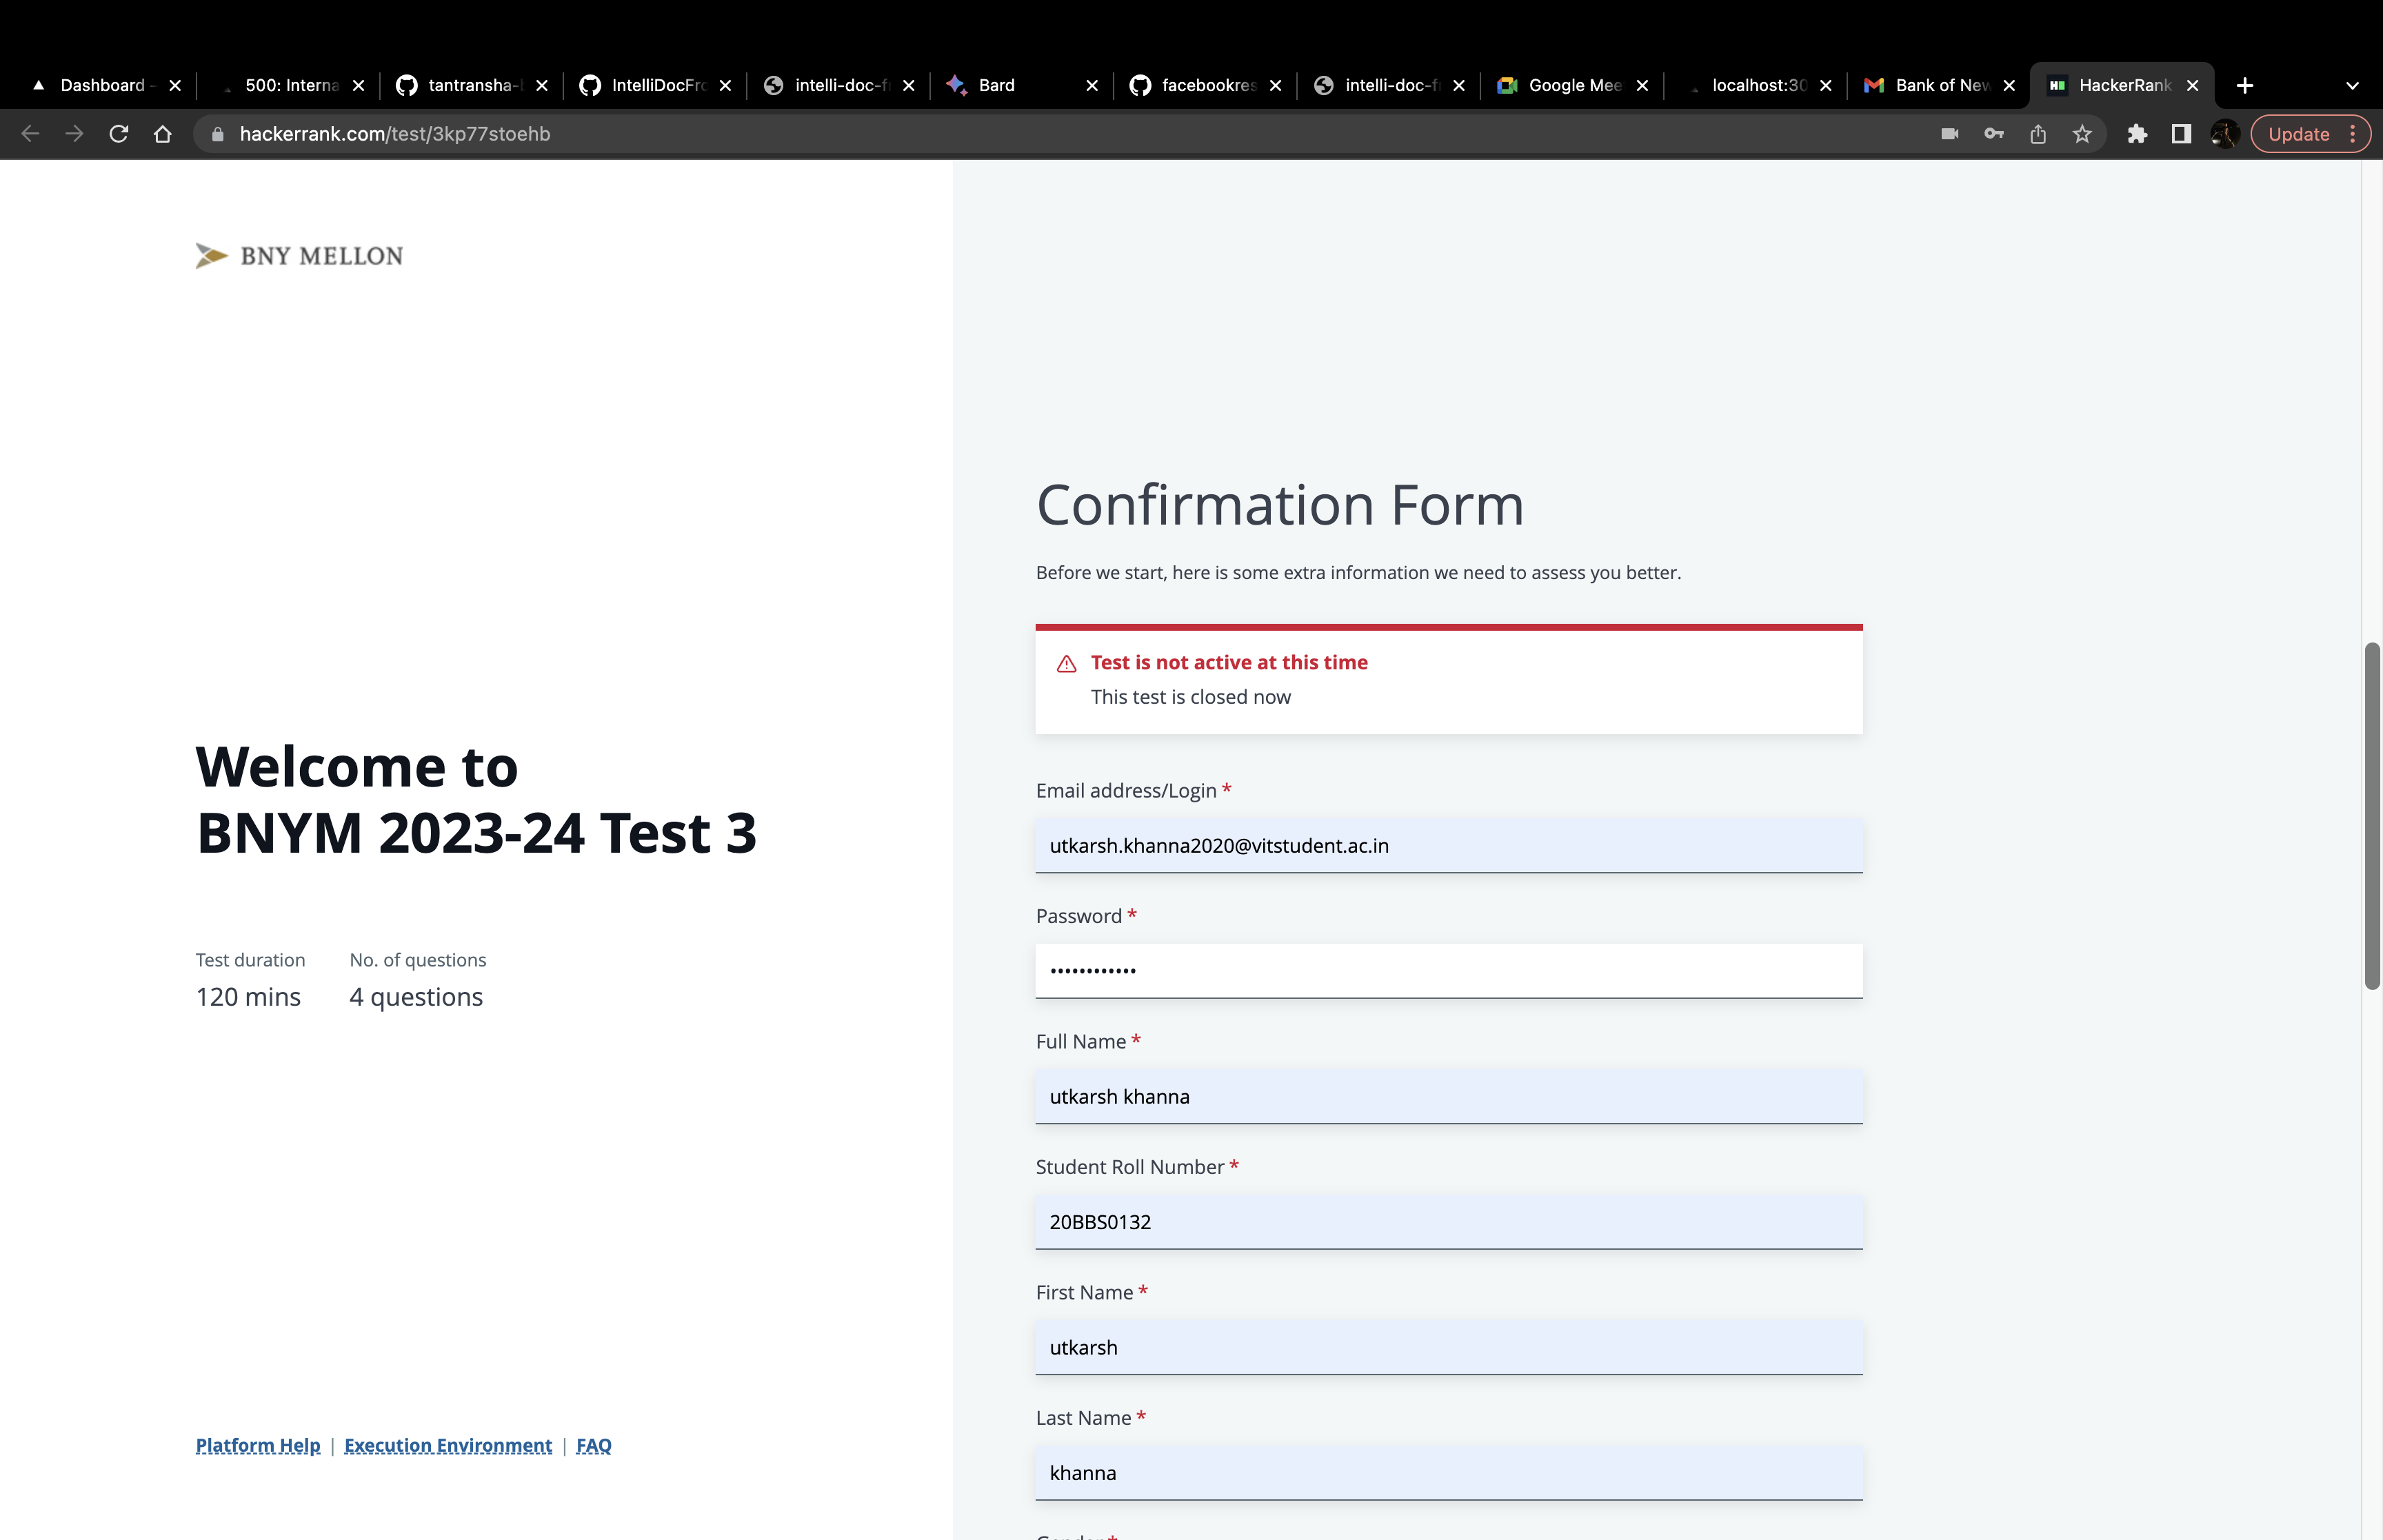 Dashboard -
500: Interna
tantransha-
IntelliDocFr
intelli-doc-f
Bard
facebookres
intelli-doc-f
Google Mee
localhost:30
Bank of New
HackerRank
hackerrank.com/test/3kp77stoehb
Update
BNY MELLON
Welcome to
BNYM 2023-24 Test 3
Test duration
No. of questions
120 mins
4 questions
Platform Help | Execution Environment | FAQ
Confirmation Form
Before we start, here is some extra information we need to assess you better.
Test is not active at this time
This test is closed now
Email address/Login *
utkarsh.khanna2020@vitstudent.ac.in
Password *
••••••••••••
Full Name *
utkarsh khanna
Student Roll Number *
20BBS0132
First Name *
utkarsh
Last Name *
khanna